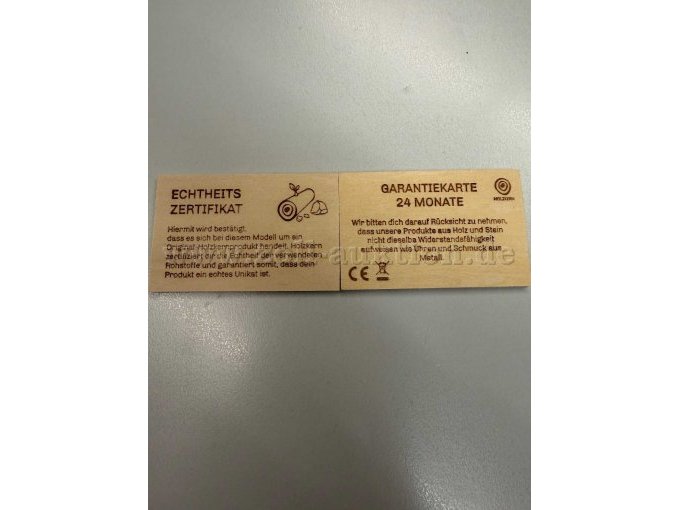 ECHTHEITS
ZERTIFIKAT
Hiermit wird bestätigt,
dass es sich bei diesem Modell um ein
Original Holzkernprodukt handelt. Holzkern
zertifiziert für die Echtheit der verwendeten
Rohstoffe und garantiert somit, dass dein
Produkt ein echtes Unikat ist.
GARANTIEKARTE
24 MONATE
HOLZKERN
Wir bitten dich darauf Rücksicht zu nehmen,
dass unsere Produkte aus Holz und Stein
nicht dieselbe Widerstandsfähigkeit
aufweisen wie Uhren und Schmuck aus
Metall.
CE